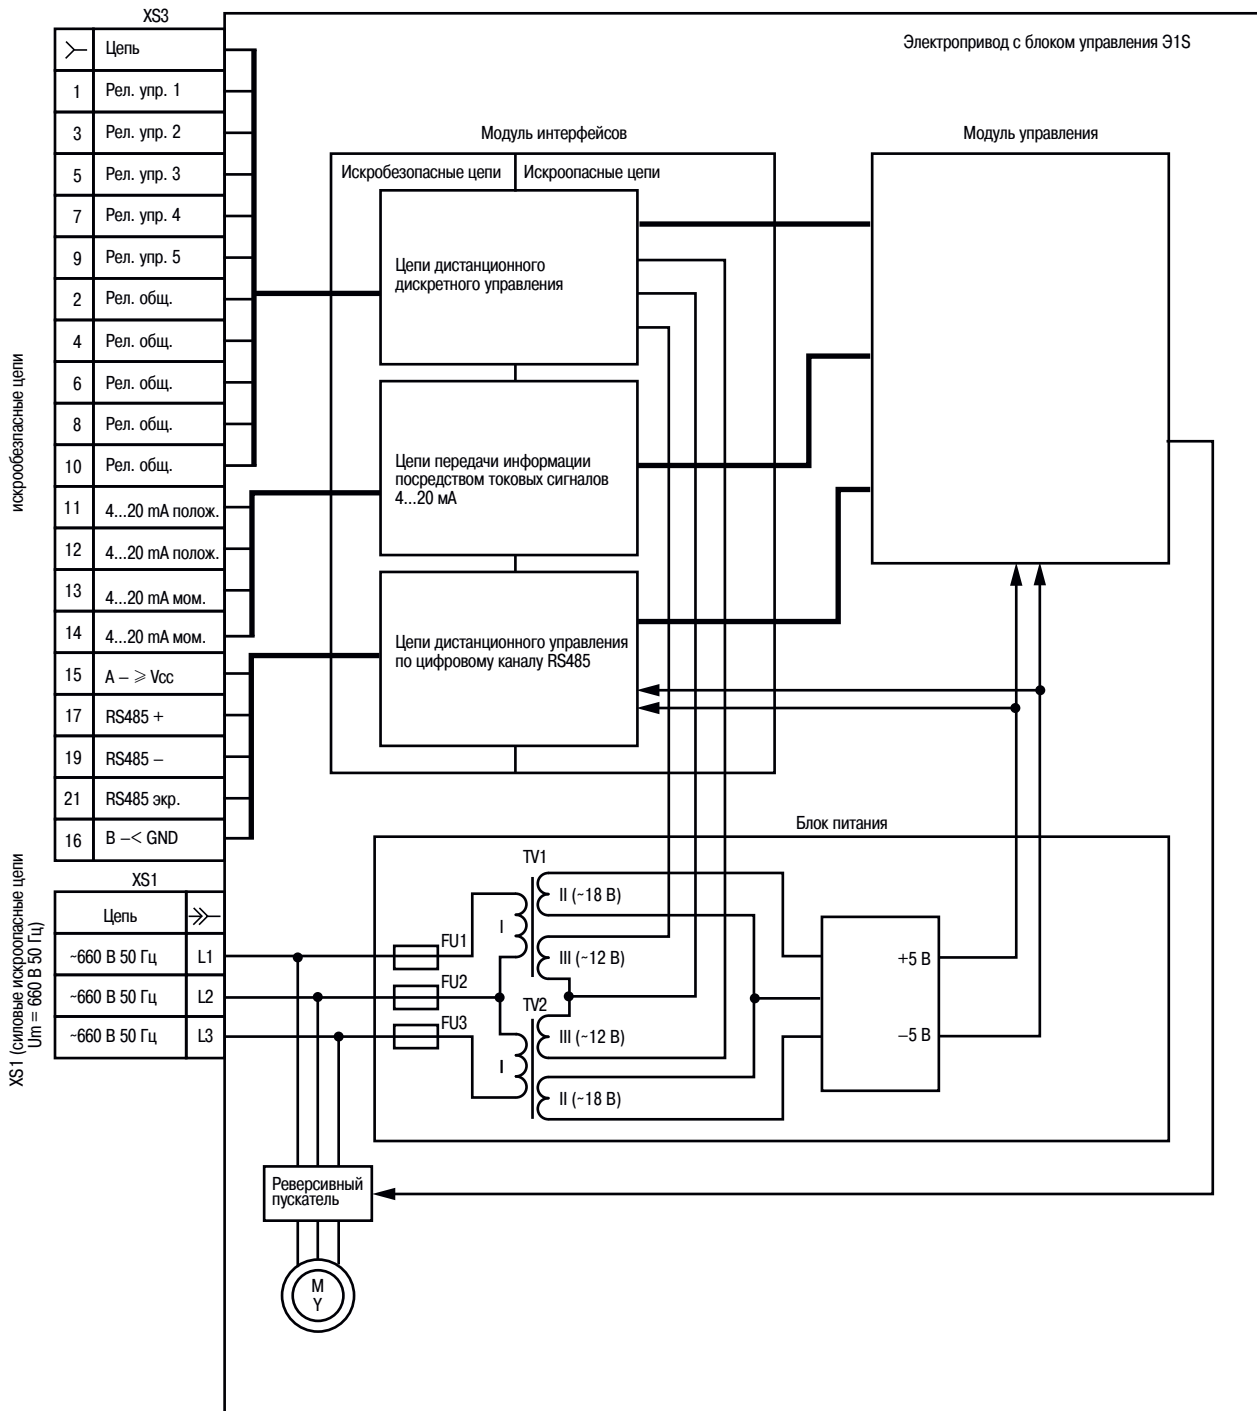 XS3
Электропривод с блоком управления Э1S
Цепь
1 Рел. упр. 1
3 Рел. упр. 2
5 Рел. упр. 3
7 Рел. упр. 4
9 Рел. упр. 5
2 Рел. общ.
4 Рел. общ.
6 Рел. общ.
8 Рел. общ.
10 Рел. общ.
11 4...20 mA полож.
12 4...20 mA полож.
13 4...20 mA мом.
14 4...20 mA мом.
15 A – ⩾ Vcc
17 RS485 +
19 RS485 –
21 RS485 экр.
16 B –< GND
искрообезпасные цепи
Модуль интерфейсов
Искробезопасные цепи
Искроопасные цепи
Цепи дистанционного
дискретного управления
Цепи передачи информации
посредством токовых сигналов
4...20 мА
Цепи дистанционного управления
по цифровому каналу RS485
Модуль управления
XS1
Цепь
~660 В 50 Гц L1
~660 В 50 Гц L2
~660 В 50 Гц L3
XS1 (силовые искроопасные цепи
Um = 660 В 50 Гц)
Блок питания
FU1
FU2
FU3
TV1
I
II (~18 В)
III (~12 В)
TV2
I
III (~12 В)
II (~18 В)
+5 В
–5 В
Реверсивный
пускатель
M
Y